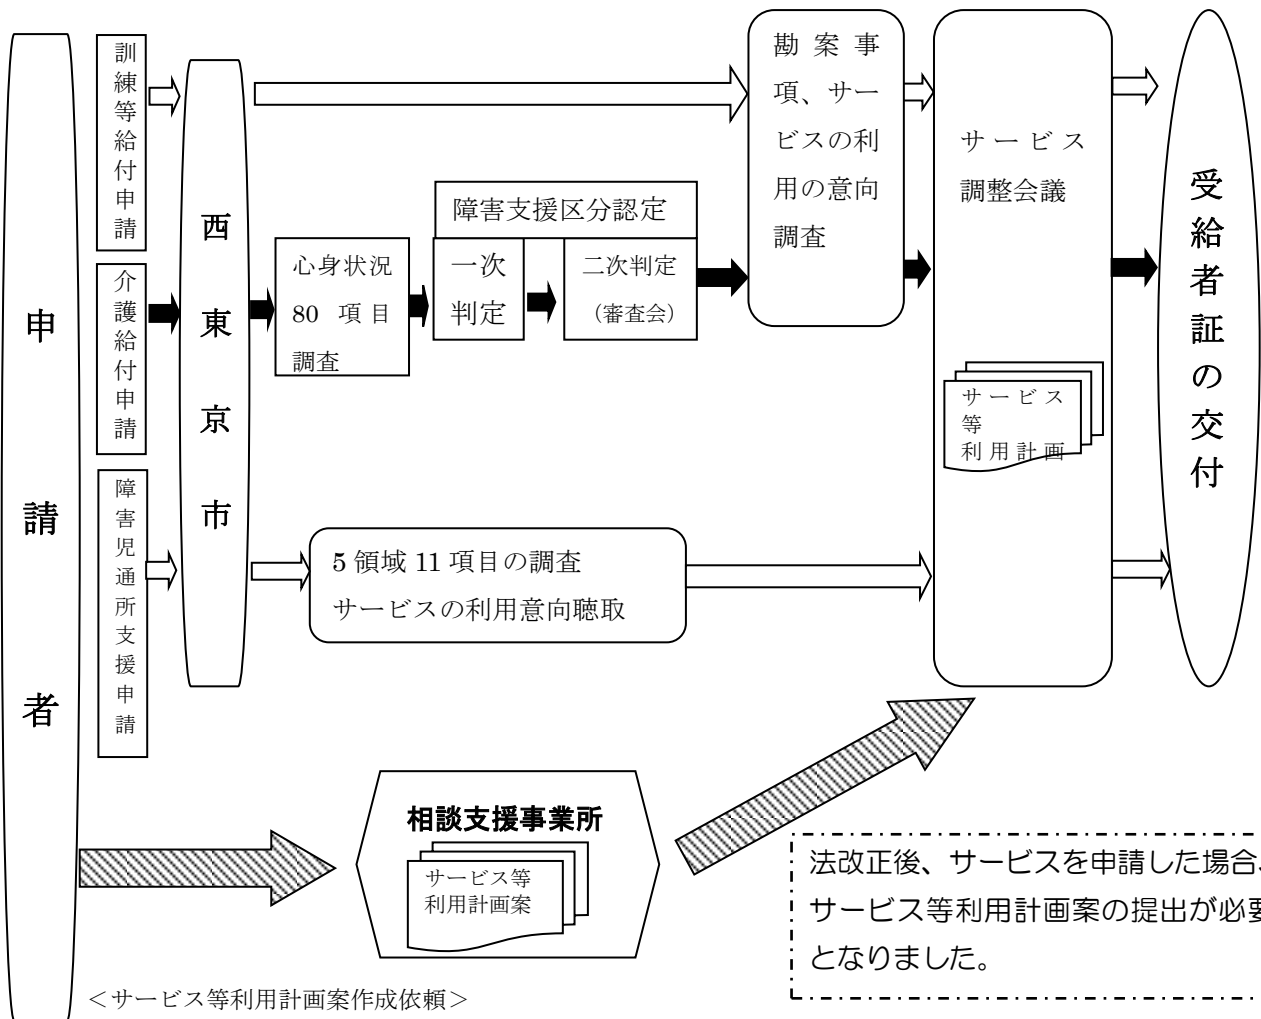 申請者
訓練等給付申請
介護給付申請
障害児通所支援申請
西東京市
心身状況
80 項目
調査
障害支援区分認定
一次
判定
二次判定
（審査会）
勘案事
項、サー
ビスの利
用の意向
調査
サービス
調整会議
サービス
等
利用計画
受給者証の交付
5 領域 11 項目の調査
サービスの利用意向聴取
相談支援事業所
サービス等
利用計画案
＜サービス等利用計画案作成依頼＞
法改正後、サービスを申請した場合、
サービス等利用計画案の提出が必要
となりました。